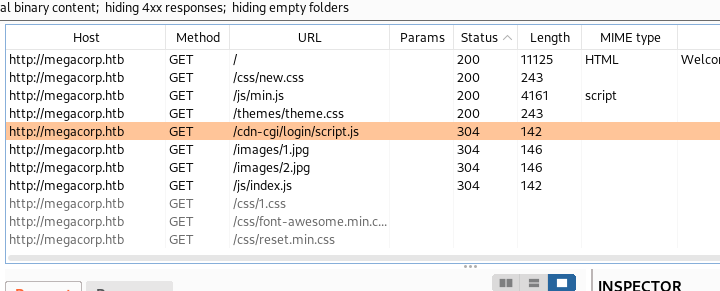 al binary content; hiding 4xx responses; hiding empty folders
Host Method URL Params Status Length MIME type
http://megacorp.htb GET / 200 11125 HTML Welcom
http://megacorp.htb GET /css/new.css 200 243
http://megacorp.htb GET /js/min.js 200 4161 script
http://megacorp.htb GET /themes/theme.css 200 243
http://megacorp.htb GET /cdn-cgi/login/script.js 304 142
http://megacorp.htb GET /images/1.jpg 304 146
http://megacorp.htb GET /images/2.jpg 304 146
http://megacorp.htb GET /js/index.js 304 142
http://megacorp.htb GET /css/1.css
http://megacorp.htb GET /css/font-awesome.min.c...
http://megacorp.htb GET /css/reset.min.css
INSPECTOR